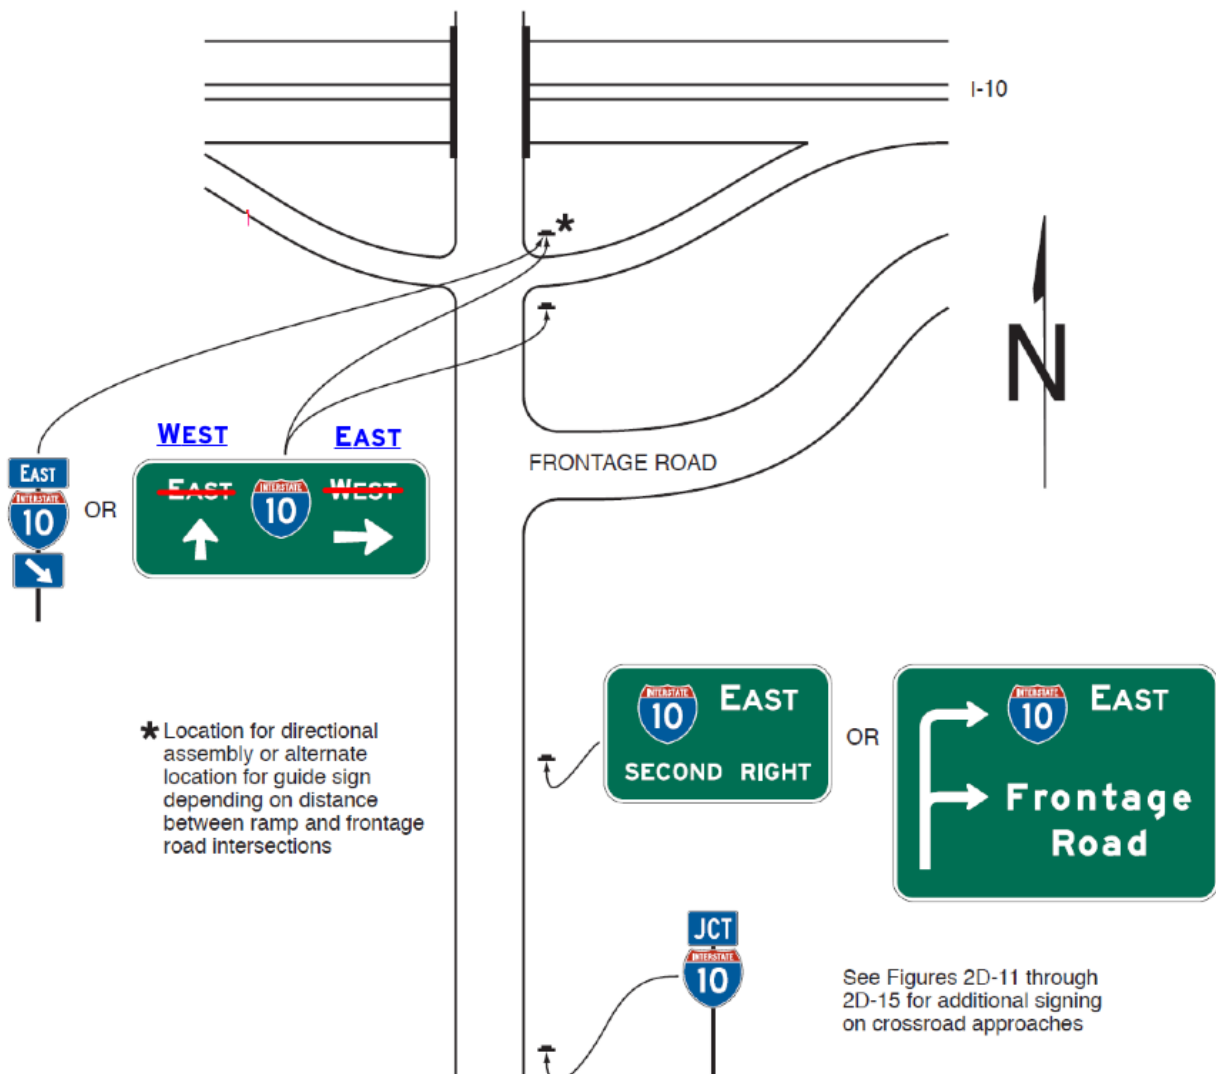 I-10
WEST
EAST
FRONTAGE ROAD
EAST
INTERSTATE
10
OR
EAST
INTERSTATE
10
WEST
INTERSTATE
10
EAST
SECOND RIGHT
OR
INTERSTATE
10
EAST
Frontage
Road
N
* Location for directional
assembly or alternate
location for guide sign
depending on distance
between ramp and frontage
road intersections
JCT
INTERSTATE
10
See Figures 2D-11 through
2D-15 for additional signing
on crossroad approaches